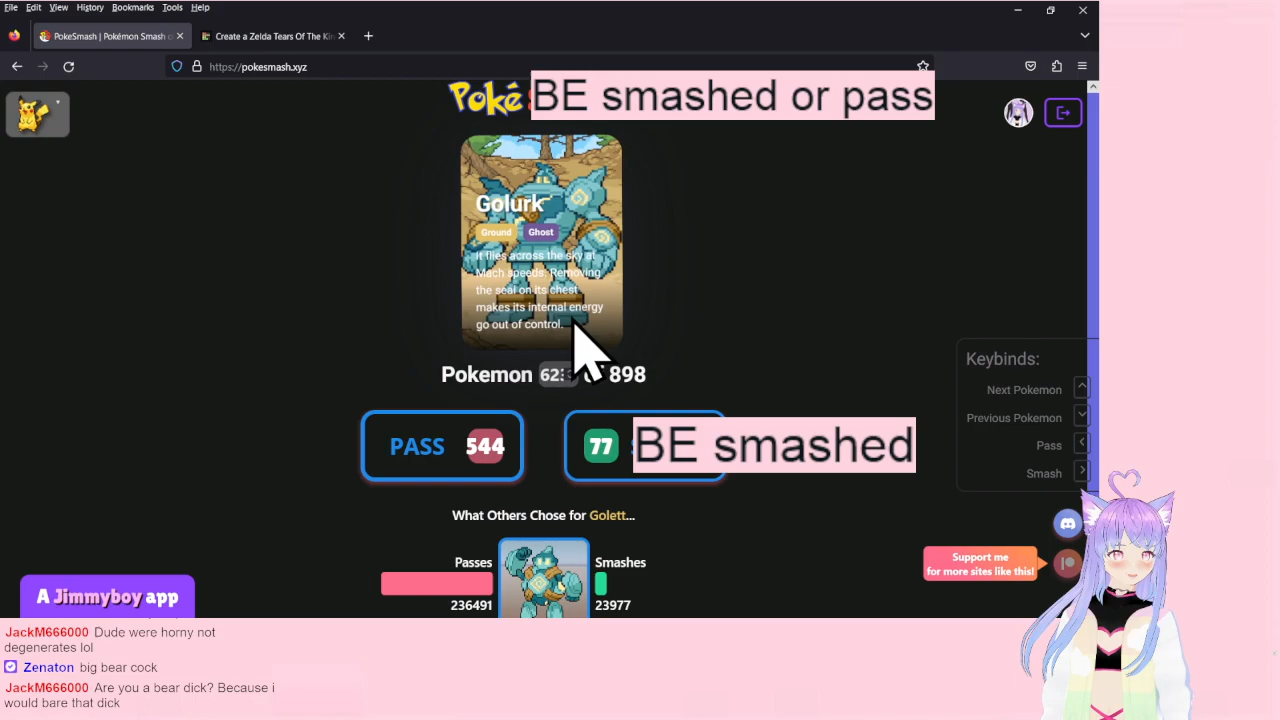 File Edit View History Bookmarks Tools Help
PokeSmash | Pokémon Smash o
Create a Zelda Tears Of The Kin
https://pokesmash.xyz
Poké BE smashed or pass
Golurk
Ground Ghost
It flies across the sky at
Mach speeds. Removing
the seal on its chest
makes its internal energy
go out of control.
Pokemon 623 of 898
PASS 544
77 BE smashed
Keybinds:
Next Pokemon
Previous Pokemon
Pass
Smash
What Others Chose for Golett...
Passes
236491
Smashes
23977
Support me
for more sites like this!
A Jimmyboy app
JackM666000 Dude were horny not
degenerates lol
Zenaton big bear cock
JackM666000 Are you a bear dick? Because i
would bare that dick